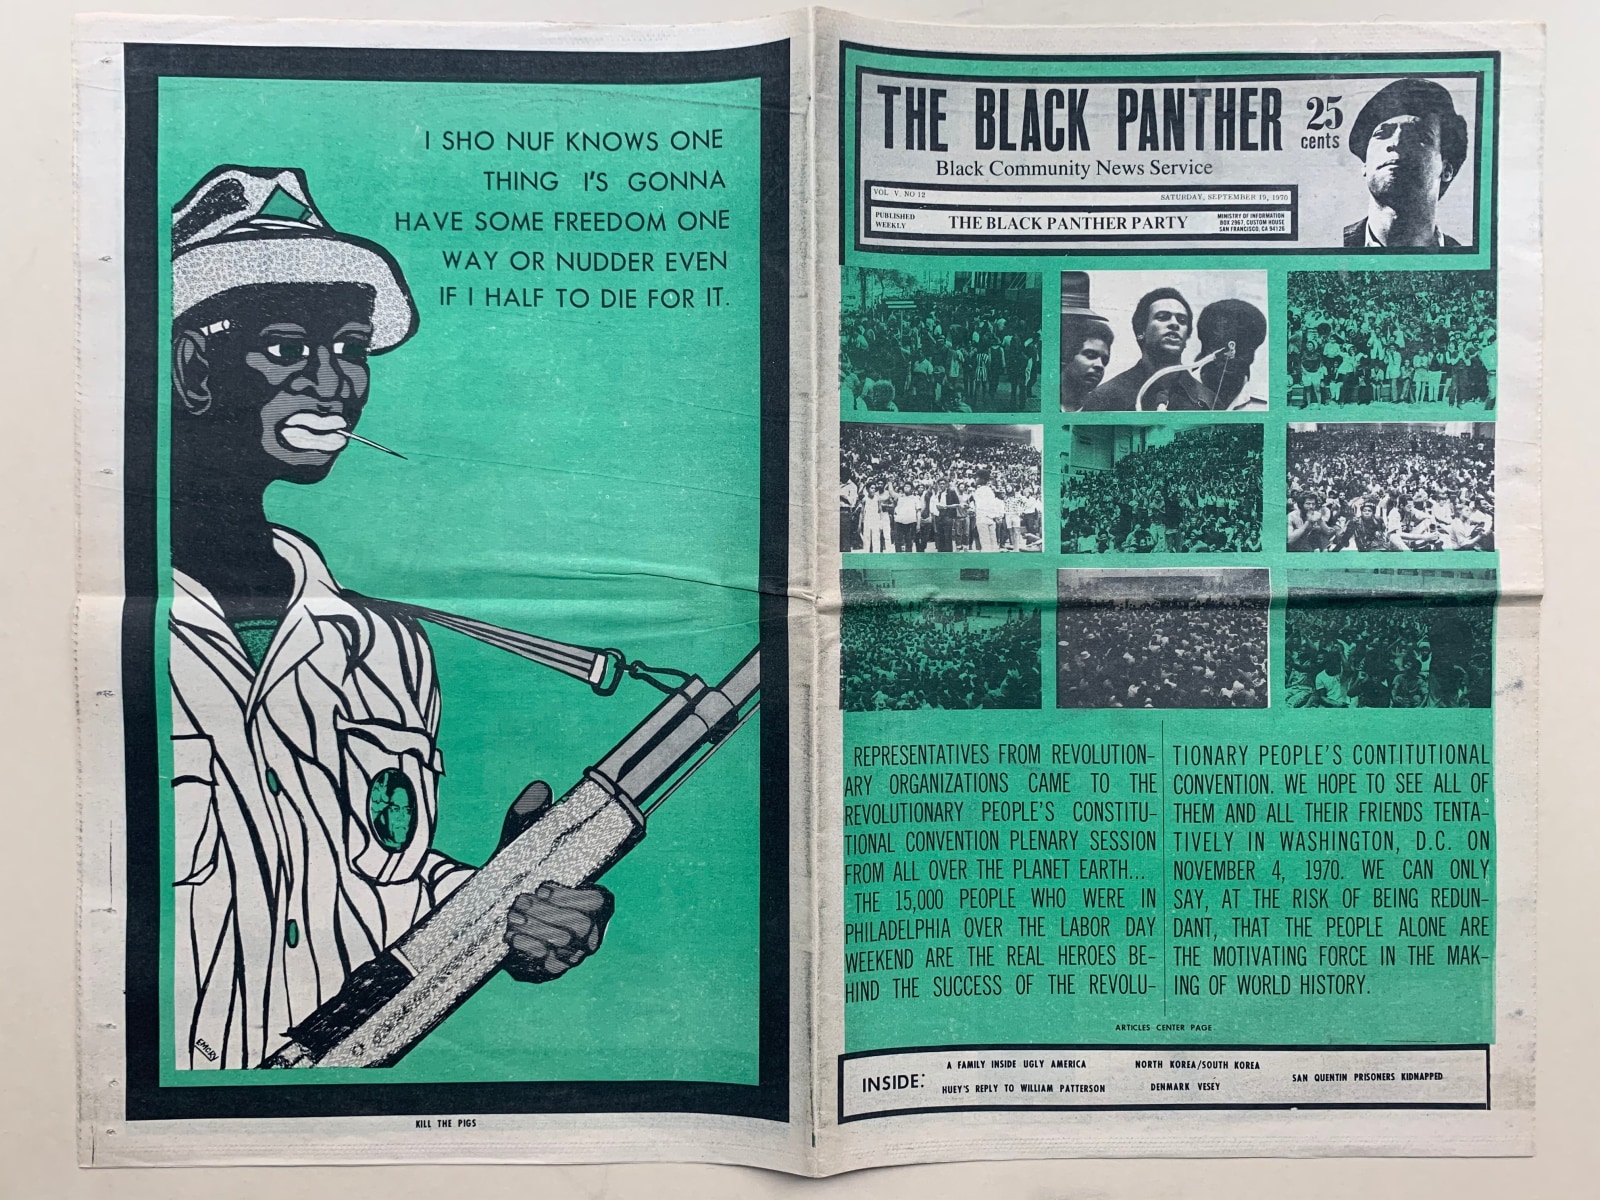 I SHO NUF KNOWS ONE
THING I'S GONNA
HAVE SOME FREEDOM ONE
WAY OR NUDDER EVEN
IF I HALF TO DIE FOR IT.
EMORY
KILL THE PIGS
THE BLACK PANTHER
25
cents
Black Community News Service
VOL. V. NO 12
SATURDAY, SEPTEMBER 19, 1970
PUBLISHED
WEEKLY
THE BLACK PANTHER PARTY
MINISTRY OF INFORMATION
BOX 2967, CUSTOM HOUSE
SAN FRANCISCO, CA 94126
REPRESENTATIVES FROM REVOLUTION-
ARY ORGANIZATIONS CAME TO THE
REVOLUTIONARY PEOPLE'S CONSTITU-
TIONAL CONVENTION PLENARY SESSION
FROM ALL OVER THE PLANET EARTH...
THE 15,000 PEOPLE WHO WERE IN
PHILADELPHIA OVER THE LABOR DAY
WEEKEND ARE THE REAL HEROES BE-
HIND THE SUCCESS OF THE REVOLU-
TIONARY PEOPLE'S CONTITUTIONAL
CONVENTION. WE HOPE TO SEE ALL OF
THEM AND ALL THEIR FRIENDS TENTA-
TIVELY IN WASHINGTON, D.C. ON
NOVEMBER 4, 1970. WE CAN ONLY
SAY, AT THE RISK OF BEING REDUN-
DANT, THAT THE PEOPLE ALONE ARE
THE MOTIVATING FORCE IN THE MAK-
ING OF WORLD HISTORY.
ARTICLES CENTER PAGE
INSIDE:
A FAMILY INSIDE UGLY AMERICA
HUEY'S REPLY TO WILLIAM PATTERSON
NORTH KOREA/SOUTH KOREA
DENMARK VESEY
SAN QUENTIN PRISONERS KIDNAPPED